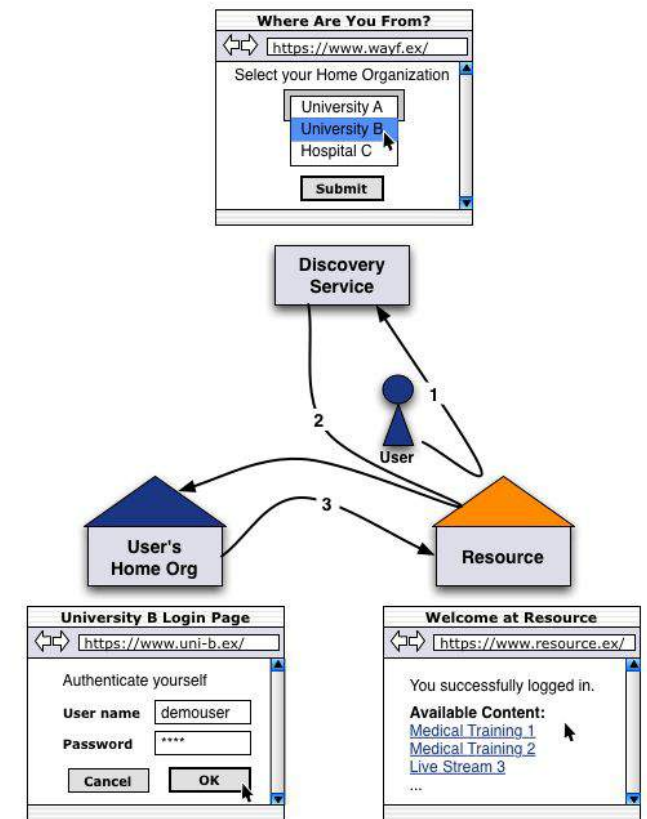 Where Are You From?
https://www.wayf.ex/
Select your Home Organization
University A
University B
Hospital C
Submit
Discovery
Service
1
2
User
3
User's
Home Org
Resource
University B Login Page
https://www.uni-b.ex/
Authenticate yourself
User name demouser
Password ****
Cancel OK
Welcome at Resource
https://www.resource.ex/
You successfully logged in.
Available Content:
Medical Training 1
Medical Training 2
Live Stream 3
...